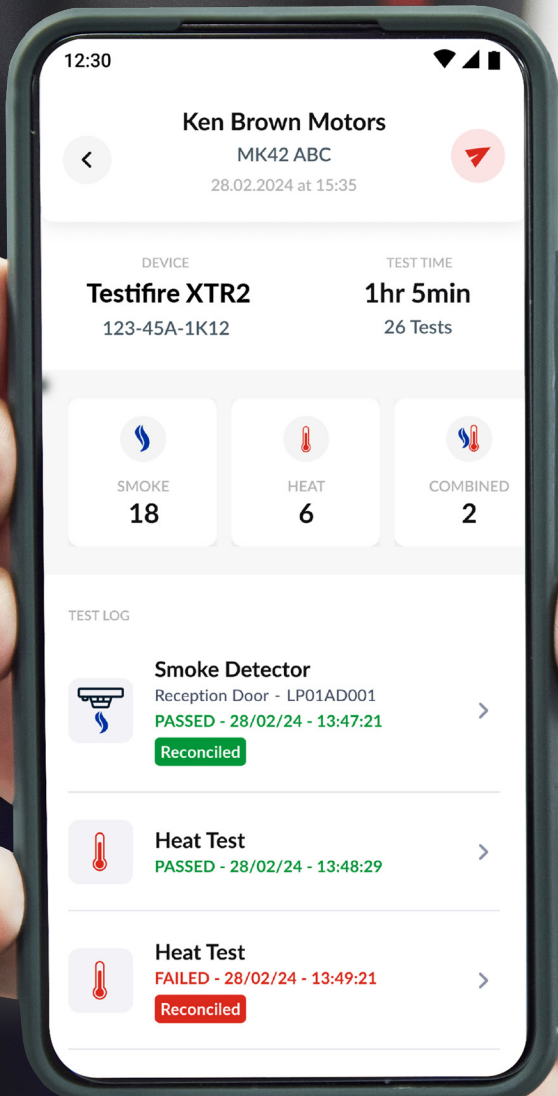 12:30
Ken Brown Motors
MK42 ABC
28.02.2024 at 15:35
DEVICE
Testifire XTR2
123-45A-1K12
TEST TIME
1hr 5min
26 Tests
SMOKE
18
HEAT
6
COMBINED
2
TEST LOG
Smoke Detector
Reception Door - LP01AD001
PASSED - 28/02/24 - 13:47:21
Reconciled
Heat Test
PASSED - 28/02/24 - 13:48:29
Heat Test
FAILED - 28/02/24 - 13:49:21
Reconciled